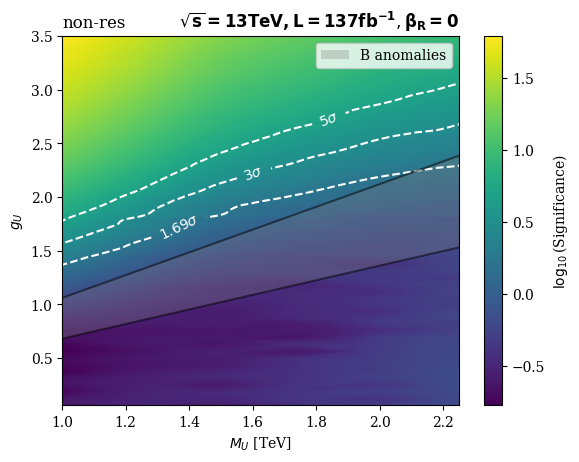 non-res
√s = 13TeV, L = 137fb⁻¹, β_R = 0
B anomalies
5σ
3σ
1.69σ
g_U
3.5
3.0
2.5
2.0
1.5
1.0
0.5
1.0 1.2 1.4 1.6 1.8 2.0 2.2
M_U [TeV]
1.5
1.0
0.5
0.0
−0.5
log₁₀(Significance)